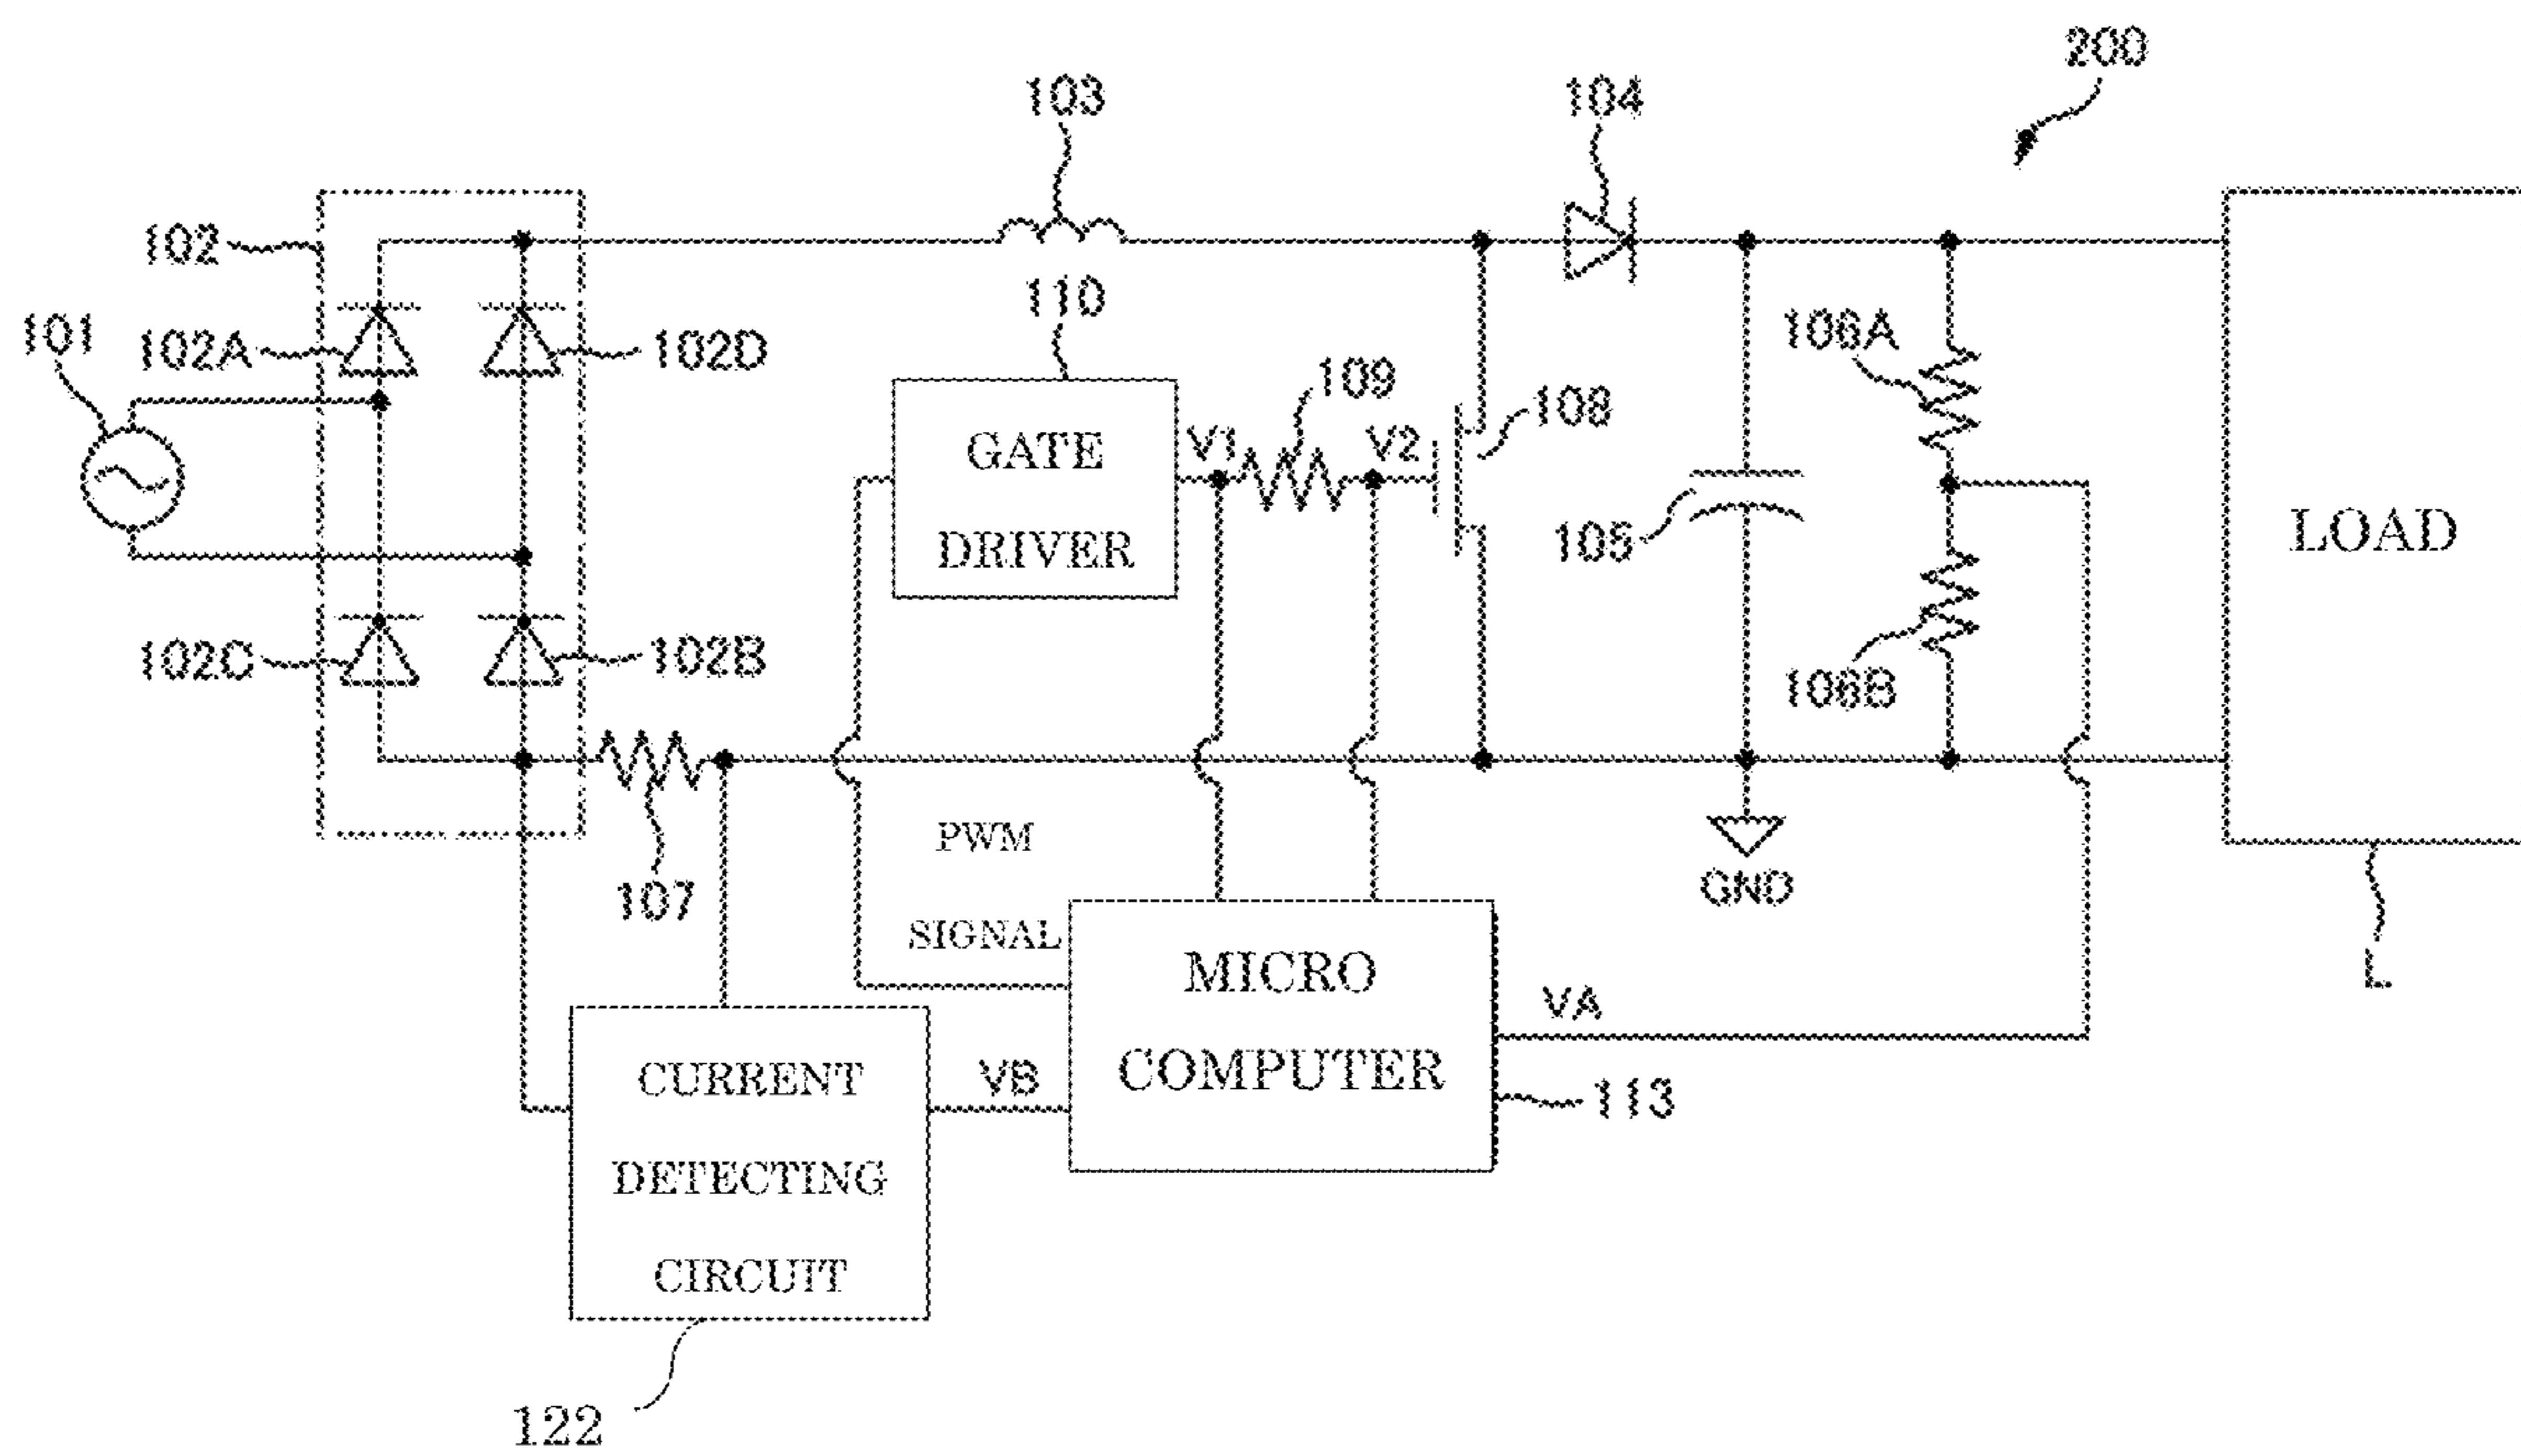 200
103
104
102
110
101
102A
102D
106A
109
108
V1
V2
GATE
DRIVER
105
LOAD
102C
102B
106B
PWM
107
GND
SIGNAL
MICRO
COMPUTER
VA
L
CURRENT
DETECTING
CIRCUIT
VB
113
122